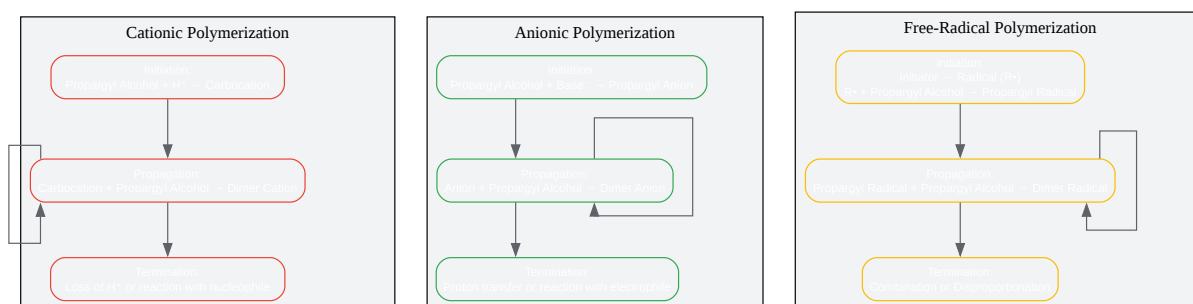 Cationic Polymerization
Initiation:
Propargyl Alcohol + H⁺ → Carbocation
Propagation:
Carbocation + Propargyl Alcohol → Dimer Cation
Termination:
Loss of H⁺ or reaction with nucleophile
Anionic Polymerization
Initiation:
Propargyl Alcohol + Base⁻ → Propargyl Anion
Propagation:
Anion + Propargyl Alcohol → Dimer Anion
Termination:
Proton transfer or reaction with electrophile
Free-Radical Polymerization
Initiation:
Initiator → Radical (R•)
R• + Propargyl Alcohol → Propargyl Radical
Propagation:
Propargyl Radical + Propargyl Alcohol → Dimer Radical
Termination:
Combination or Disproportionation